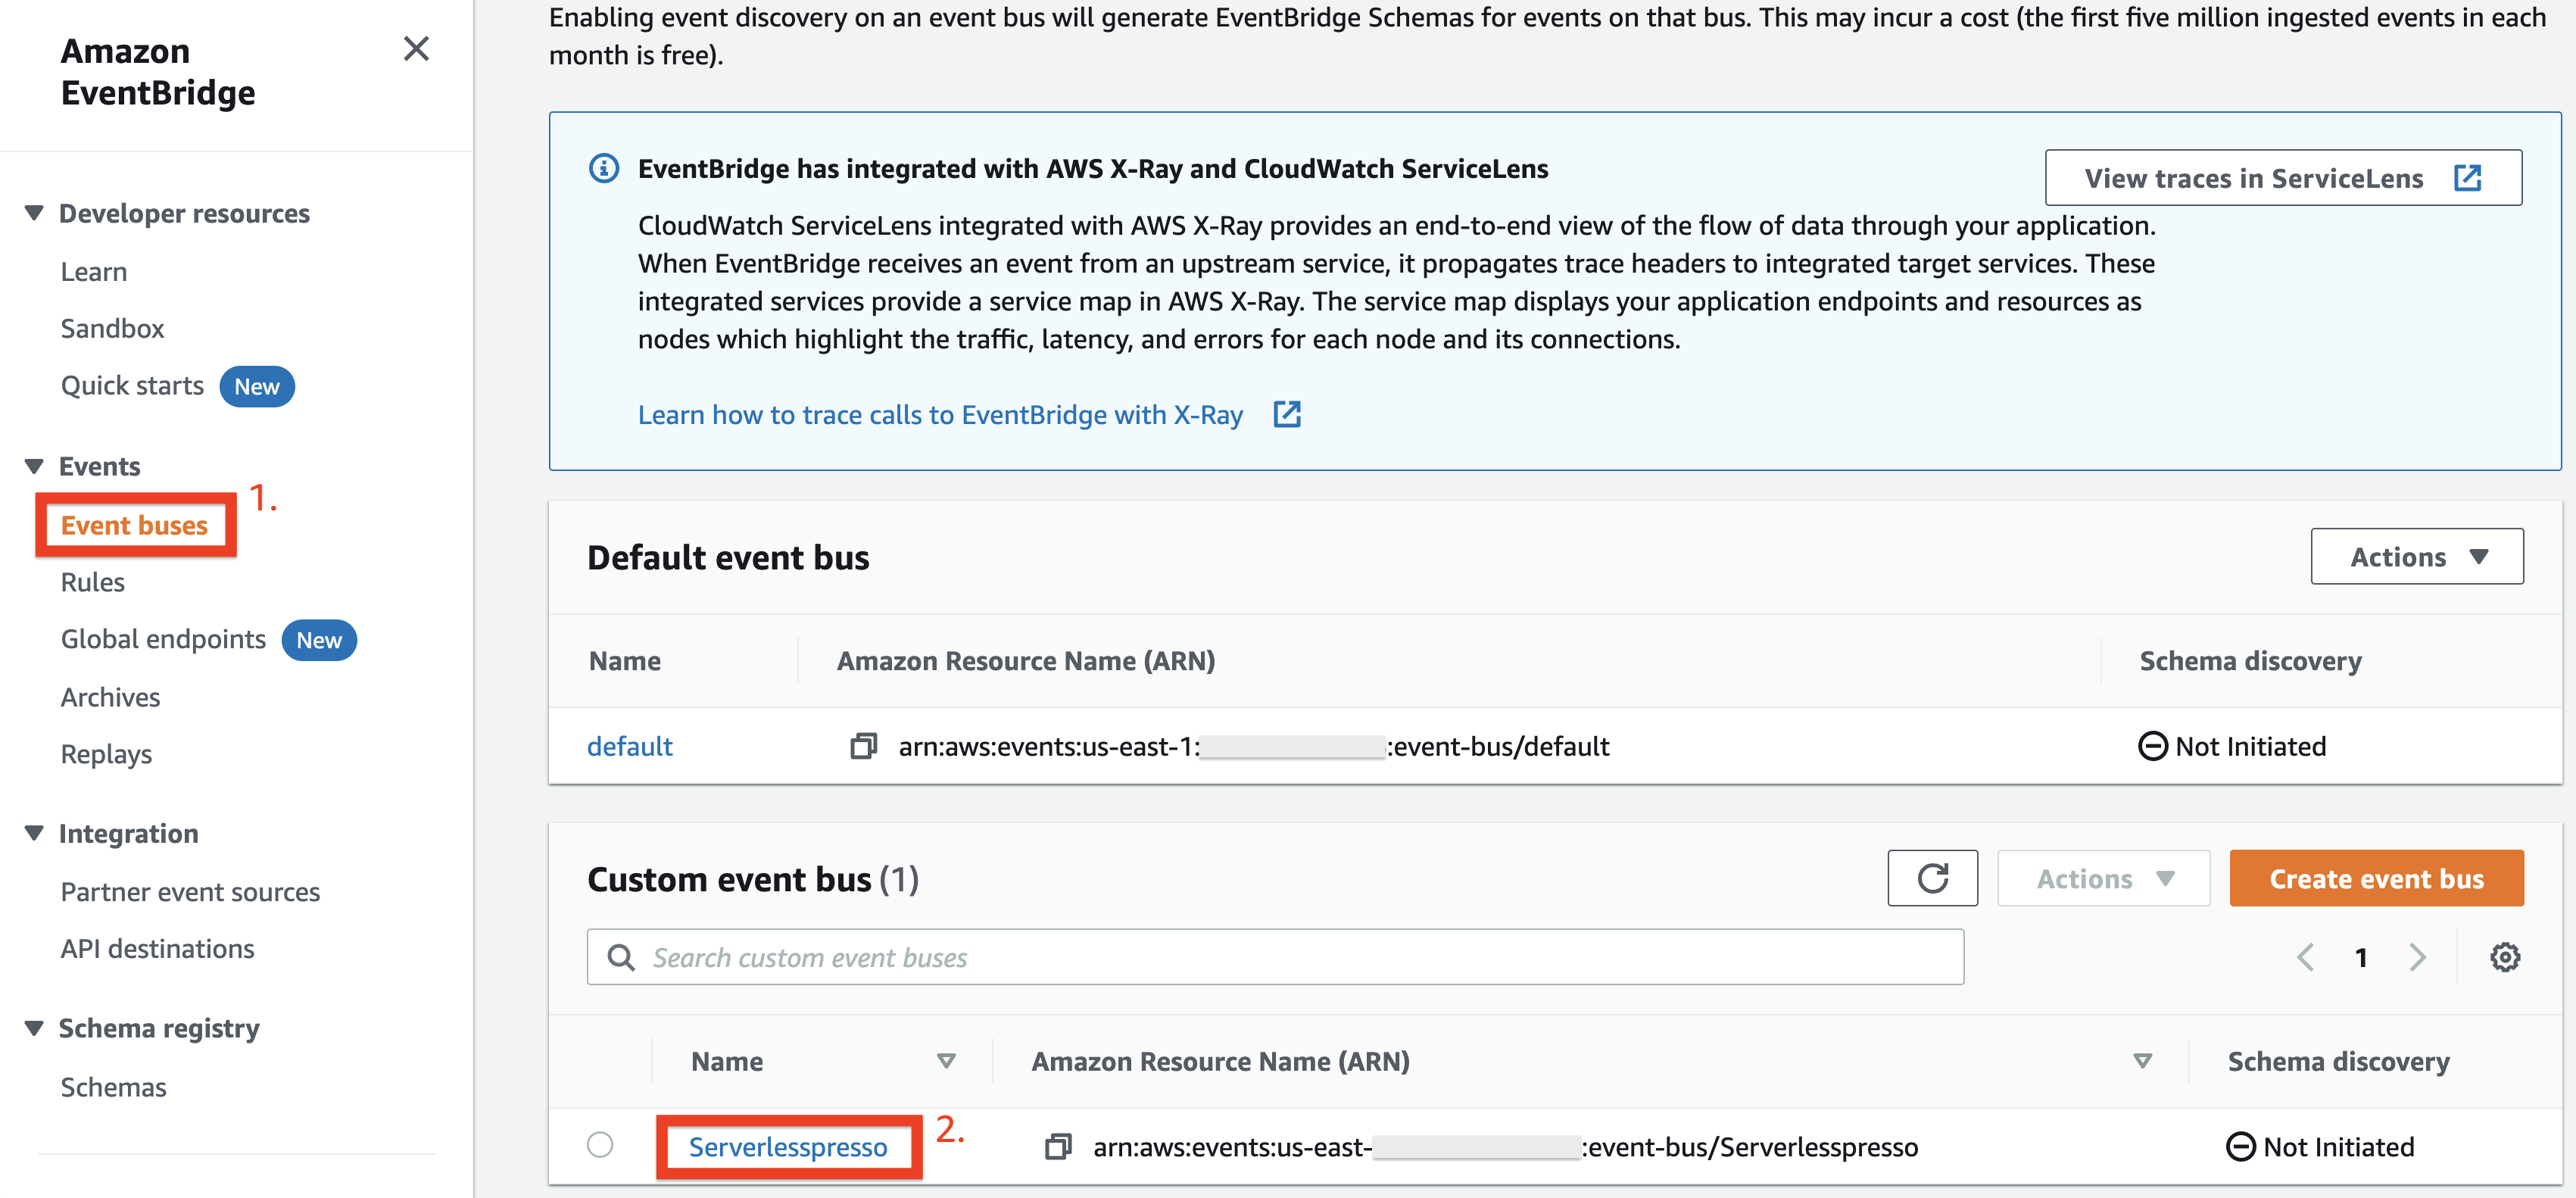 Amazon
EventBridge
Developer resources
Learn
Sandbox
Quick starts New
Events
Event buses
1.
Rules
Global endpoints New
Archives
Replays
Integration
Partner event sources
API destinations
Schema registry
Schemas
Enabling event discovery on an event bus will generate EventBridge Schemas for events on that bus. This may incur a cost (the first five million ingested events in each
month is free).
EventBridge has integrated with AWS X-Ray and CloudWatch ServiceLens
View traces in ServiceLens
CloudWatch ServiceLens integrated with AWS X-Ray provides an end-to-end view of the flow of data through your application.
When EventBridge receives an event from an upstream service, it propagates trace headers to integrated target services. These
integrated services provide a service map in AWS X-Ray. The service map displays your application endpoints and resources as
nodes which highlight the traffic, latency, and errors for each node and its connections.
Learn how to trace calls to EventBridge with X-Ray
Default event bus
Actions
Name Amazon Resource Name (ARN) Schema discovery
default arn:aws:events:us-east-1: :event-bus/default Not Initiated
Custom event bus (1)
Actions
Create event bus
Search custom event buses
1
Name Amazon Resource Name (ARN) Schema discovery
Serverlesspresso 2. arn:aws:events:us-east- :event-bus/Serverlesspresso Not Initiated